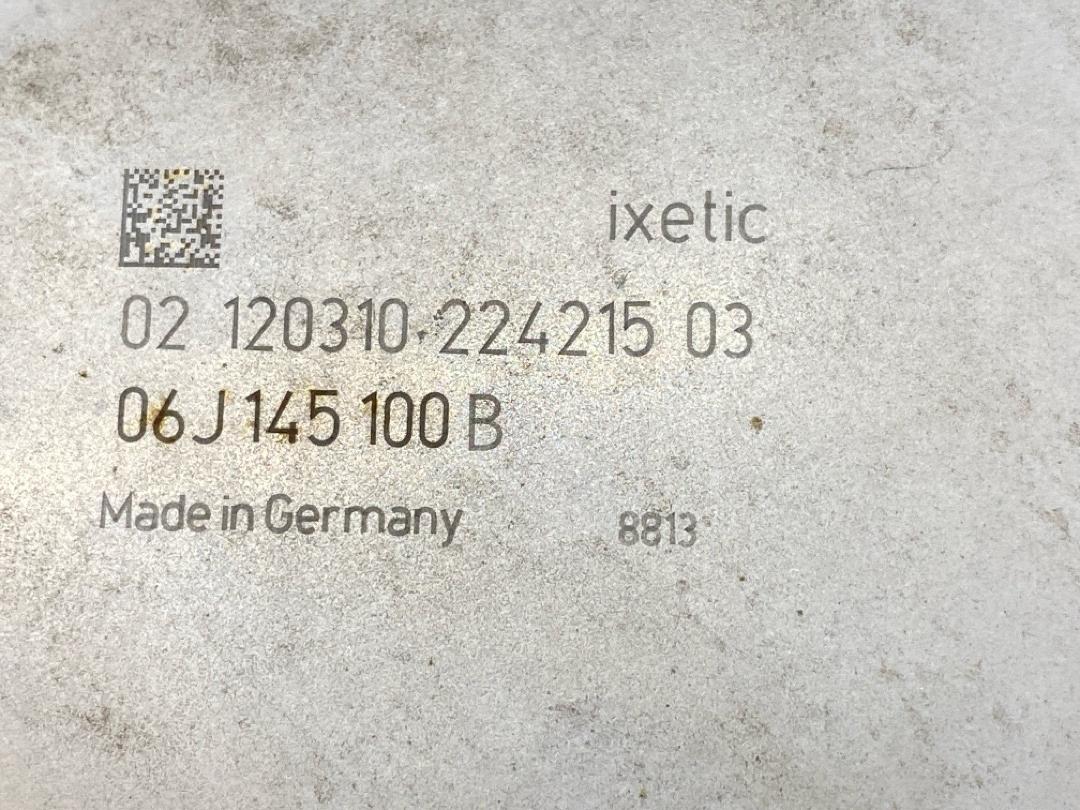 ixetic
02 120310 224215 03
06J 145 100 B
Made in Germany 8813